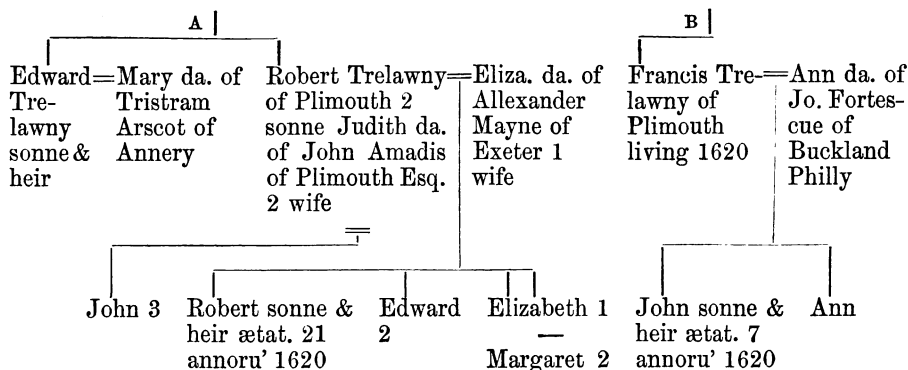 A
B
Edward=Mary da. of
Tre-
lawny
sonne &
heir
Tristram
Arscot of
Annery
Robert Trelawny=Eliza. da. of
of Plimouth 2
sonne Judith da.
of John Amadis
of Plimouth Esq.
2 wife
Allexander
Mayne of
Exeter 1
wife
Francis Tre-=Ann da. of
lawny of
Plimouth
living 1620
Jo. Fortes-
cue of
Buckland
Philly
=
John 3
Robert sonne &
heir ætat. 21
annoru' 1620
Edward
2
Elizabeth 1
—
Margaret 2
John sonne &
heir ætat. 7
annoru' 1620
Ann